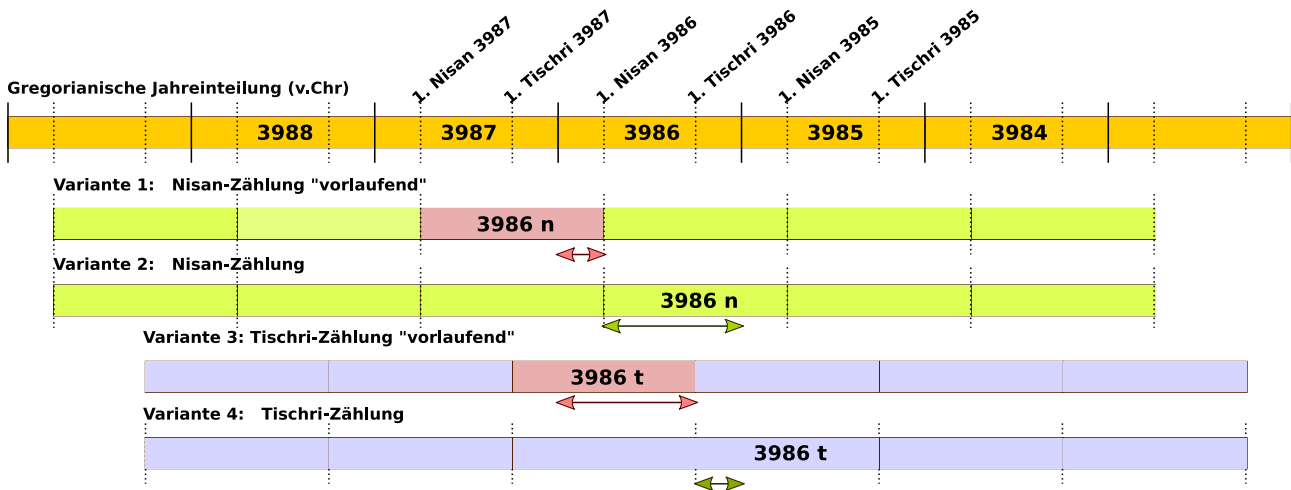 1. Nisan 3987
1. Tischri 3987
1. Nisan 3986
1. Tischri 3986
1. Nisan 3985
1. Tischri 3985
Gregorianische Jahreinteilung (v.Chr)
3988 3987 3986 3985 3984
Variante 1: Nisan-Zählung "vorlaufend"
3986 n
Variante 2: Nisan-Zählung
3986 n
Variante 3: Tischri-Zählung "vorlaufend"
3986 t
Variante 4: Tischri-Zählung
3986 t